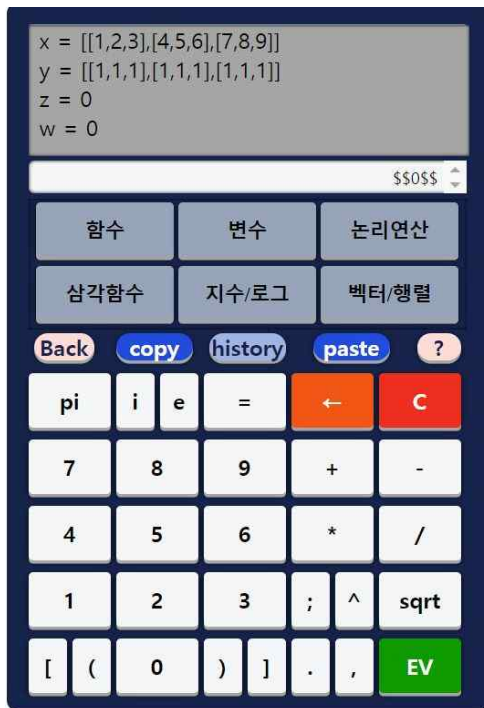 x = [[1,2,3],[4,5,6],[7,8,9]]
y = [[1,1,1],[1,1,1],[1,1,1]]
z = 0
w = 0
$$0$$
함수 변수 논리연산
삼각함수 지수/로그 벡터/행렬
Back copy history paste ?
pi i e = ← C
7 8 9 + -
4 5 6 * /
1 2 3 ; ^ sqrt
[ ( 0 ) ] . , EV